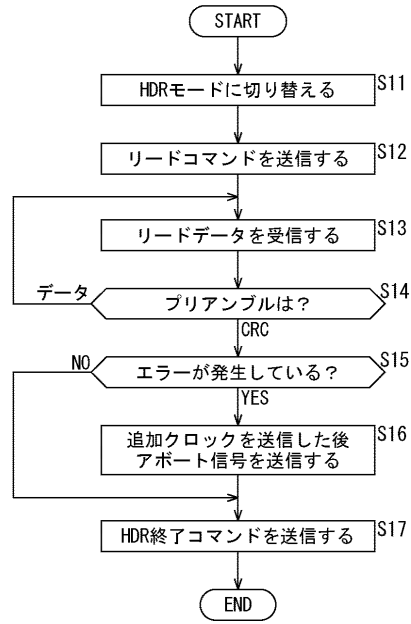 START
HDRモードに切り替える
S11
リードコマンドを送信する
S12
リードデータを受信する
S13
データ
プリアンブルは?
S14
CRC
NO
エラーが発生している?
S15
YES
追加クロックを送信した後
アボート信号を送信する
S16
HDR終了コマンドを送信する
S17
END